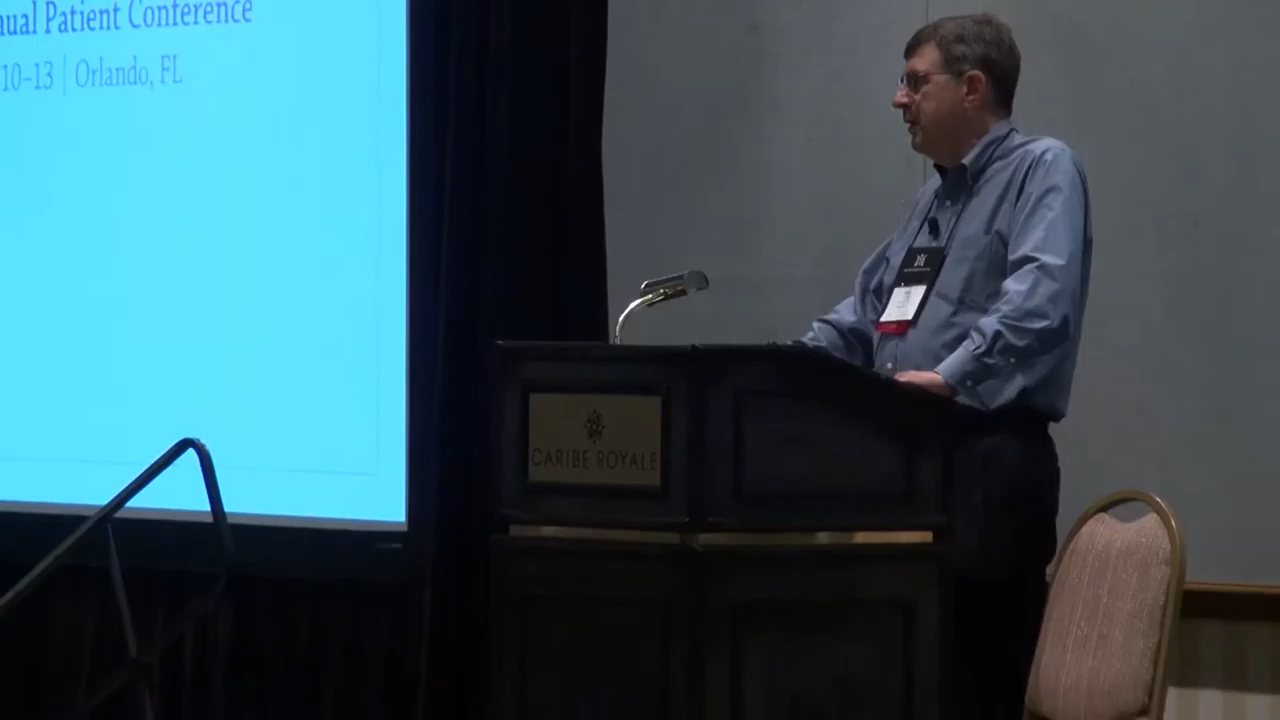 nual Patient Conference
10–13 | Orlando, FL
CARIBE ROYALE